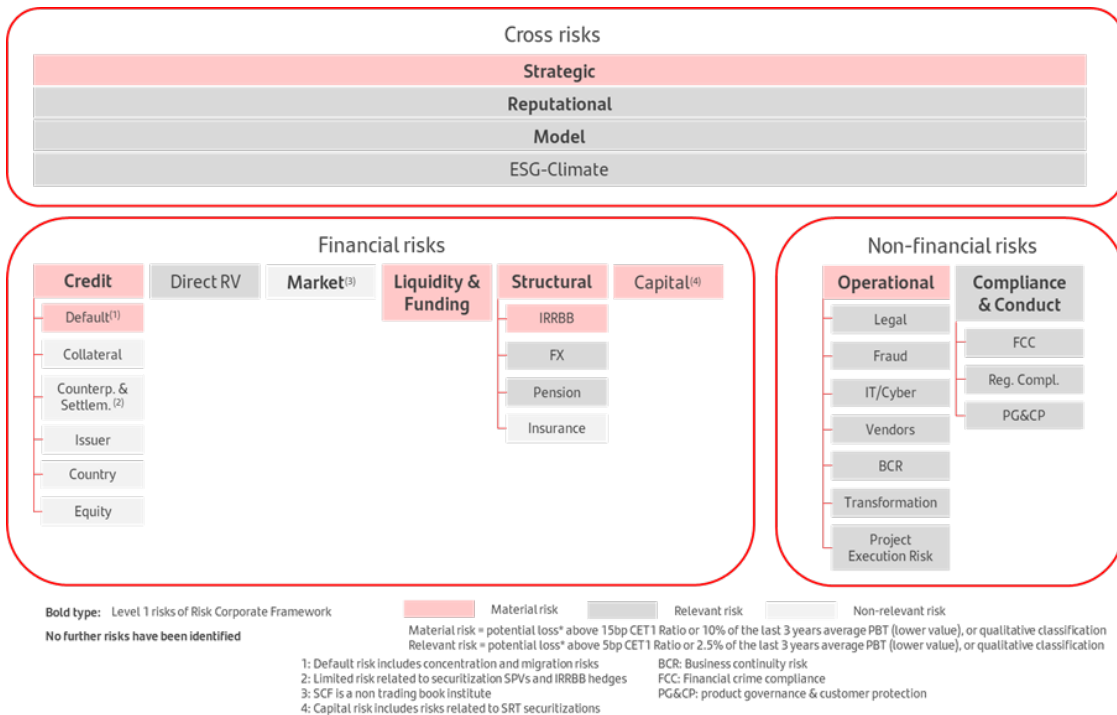 Cross risks
Strategic
Reputational
Model
ESG-Climate
Financial risks
Credit
Default(1)
Collateral
Counterp. &
Settlem. (2)
Issuer
Country
Equity
Direct RV
Market(3)
Liquidity &
Funding
Structural
IRRBB
FX
Pension
Insurance
Capital(4)
Non-financial risks
Operational
Legal
Fraud
IT/Cyber
Vendors
BCR
Transformation
Project
Execution Risk
Compliance
& Conduct
FCC
Reg. Compl.
PG&CP
Bold type: Level 1 risks of Risk Corporate Framework
Material risk
Relevant risk
Non-relevant risk
No further risks have been identified
Material risk = potential loss* above 15bp CET1 Ratio or 10% of the last 3 years average PBT (lower value), or qualitative classification
Relevant risk = potential loss* above 5bp CET1 Ratio or 2.5% of the last 3 years average PBT (lower value), or qualitative classification
1: Default risk includes concentration and migration risks
2: Limited risk related to securitization SPVs and IRRBB hedges
3: SCF is a non trading book institute
4: Capital risk includes risks related to SRT securitizations
BCR: Business continuity risk
FCC: Financial crime compliance
PG&CP: product governance & customer protection